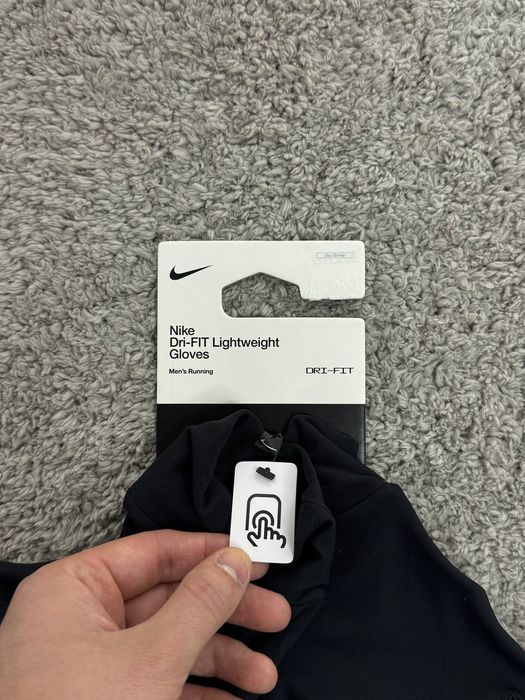 Nike
Dri-FIT Lightweight
Gloves
Men's Running
DRI-FIT